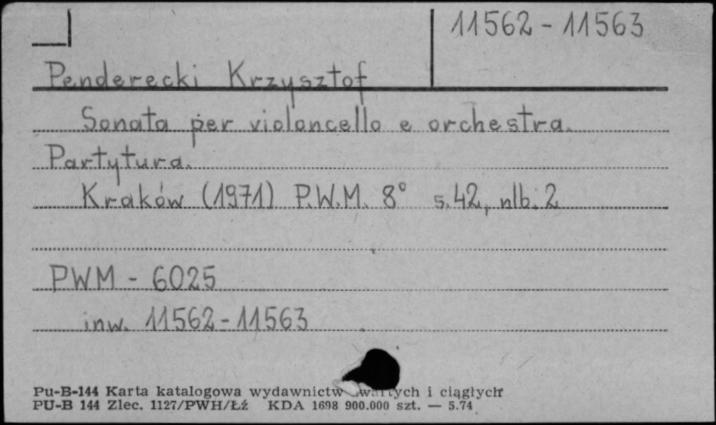 11562 - 11563
Penderecki Krzysztof
Sonata per violoncello e orchestra.
Partytura.
Kraków (1971) P.W.M. 8° s.42, nlb. 2
PWM - 6025
inw. 11562-11563
Pu-B-144 Karta katalogowa wydawnictw i ciągłych
PU-B 144 Zlec. 1127/PWH/Łź KDA 1698 900.000 szt. — 5.74